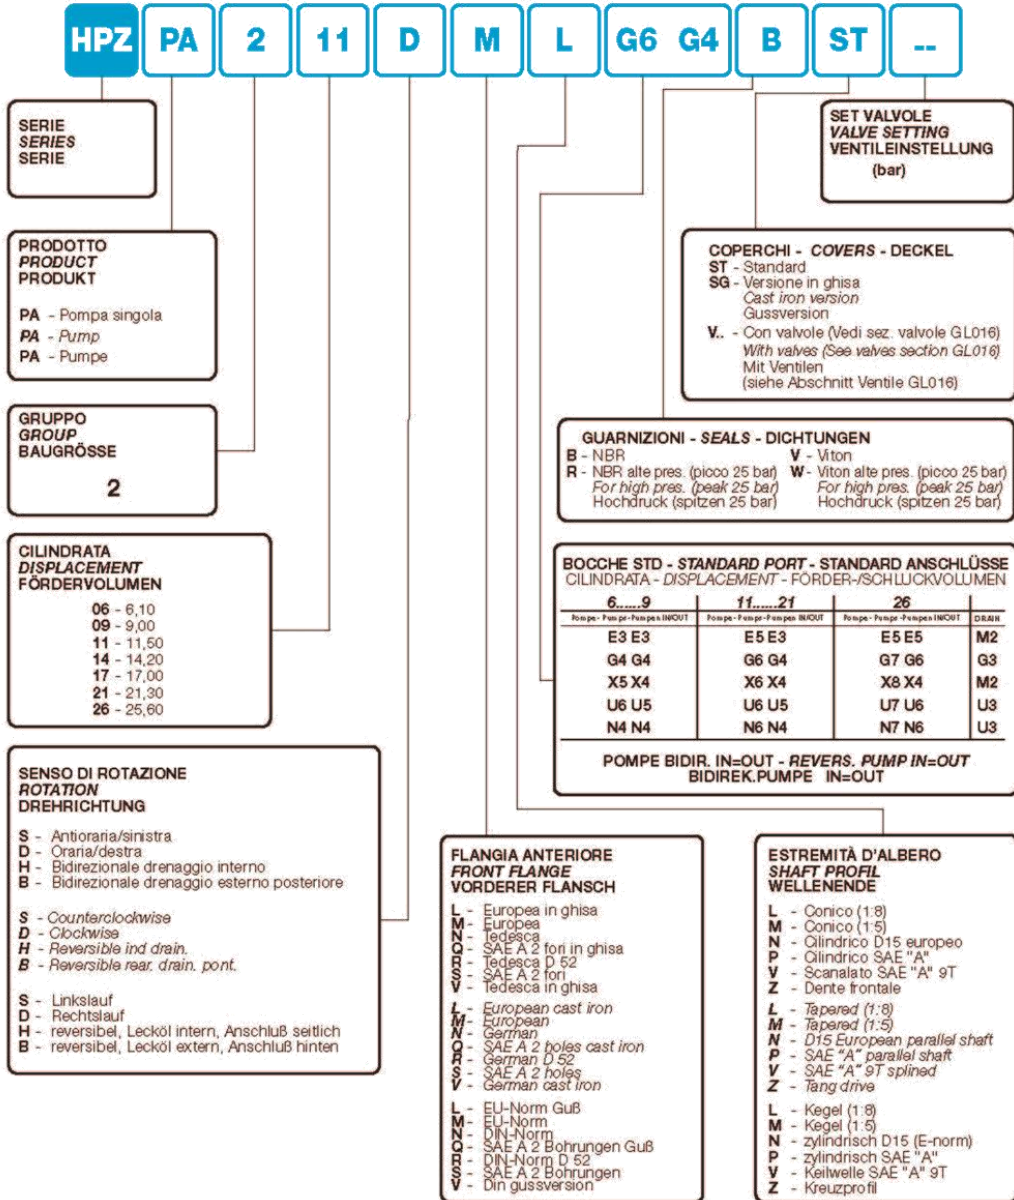 HPZ PA 2 11 D M L G6 G4 B ST --
SERIE
SERIES
SERIE
SET VALVOLE
VALVE SETTING
VENTILEINSTELLUNG
(bar)
PRODOTTO
PRODUCT
PRODUKT
PA - Pompa singola
PA - Pump
PA - Pumpe
COPERCHI - COVERS - DECKEL
ST - Standard
SG - Versione in ghisa
Cast iron version
Gussversion
V.. - Con valvole (Vedi sez. valvole GL016)
With valves (See valves section GL016)
Mit Ventilen
(siehe Abschnitt Ventile GL016)
GRUPPO
GROUP
BAUGRÖSSE
2
GUARNIZIONI - SEALS - DICHTUNGEN
B - NBR V - Viton
R - NBR alte pres. (picco 25 bar) W - Viton alte pres. (picco 25 bar)
For high pres. (peak 25 bar) For high pres. (peak 25 bar)
Hochdruck (spitzen 25 bar) Hochdruck (spitzen 25 bar)
CILINDRATA
DISPLACEMENT
FÖRDERVOLUMEN
06 - 6,10
09 - 9,00
11 - 11,50
14 - 14,20
17 - 17,00
21 - 21,30
26 - 25,60
BOCCHE STD - STANDARD PORT - STANDARD ANSCHLÜSSE
CILINDRATA - DISPLACEMENT - FÖRDER-/SCHLUCKVOLUMEN
6.....9 11......21 26
Pompe - Pumps - Pumpen IN/OUT Pompe - Pumps - Pumpen IN/OUT Pompe - Pumps - Pumpen IN/OUT DRAIN
E3 E3 E5 E3 E5 E5 M2
G4 G4 G6 G4 G7 G6 G3
X5 X4 X6 X4 X8 X4 M2
U6 U5 U6 U5 U7 U6 U3
N4 N4 N6 N4 N7 N6 U3
POMPE BIDIR. IN=OUT - REVERS. PUMP IN=OUT
BIDIREK.PUMPE IN=OUT
SENSO DI ROTAZIONE
ROTATION
DREHRICHTUNG
S - Antioraria/sinistra
D - Oraria/destra
H - Bidirezionale drenaggio interno
B - Bidirezionale drenaggio esterno posteriore
S - Counterclockwise
D - Clockwise
H - Reversible ind drain.
B - Reversible rear. drain. pont.
S - Linkslauf
D - Rechtslauf
H - reversibel, Lecköl intern, Anschluß seitlich
B - reversibel, Lecköl extern, Anschluß hinten
FLANGIA ANTERIORE
FRONT FLANGE
VORDERER FLANSCH
L - Europea in ghisa
M - Europea
N - Tedesca
Q - SAE A 2 fori in ghisa
R - Tedesca D 52
S - SAE A 2 fori
V - Tedesca in ghisa
L - European cast iron
M - European
N - German
Q - SAE A 2 holes cast iron
R - German D 52
S - SAE A 2 holes
V - German cast iron
L - EU-Norm Guß
M - EU-Norm
N - DIN-Norm
Q - SAE A 2 Bohrungen Guß
R - DIN-Norm D 52
S - SAE A 2 Bohrungen
V - Din gussversion
ESTREMITÀ D'ALBERO
SHAFT PROFIL
WELLENENDE
L - Conico (1:8)
M - Conico (1:5)
N - Cilindrico D15 europeo
P - Cilindrico SAE "A"
V - Scanalato SAE "A" 9T
Z - Dente frontale
L - Tapered (1:8)
M - Tapered (1:5)
N - D15 European parallel shaft
P - SAE "A" parallel shaft
V - SAE "A" 9T splined
Z - Tang drive
L - Kegel (1:8)
M - Kegel (1:5)
N - zylindrisch D15 (E-norm)
P - zylindrisch SAE "A"
V - Keilwelle SAE "A" 9T
Z - Kreuzprofil